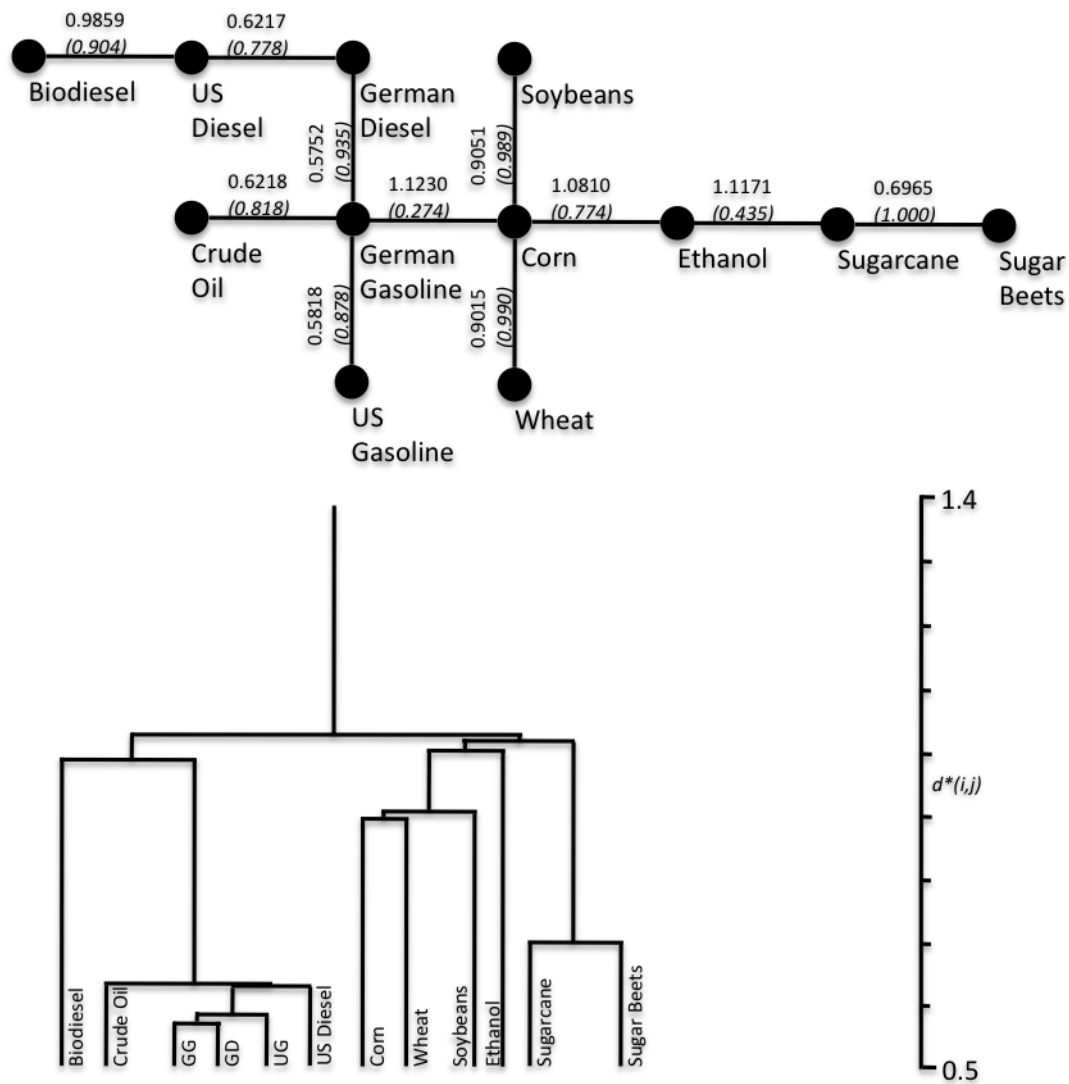 0.9859
(0.904)
0.6217
(0.778)
Biodiesel
US
Diesel
German
Diesel
Soybeans
0.5752
(0.935)
0.9051
(0.989)
0.6218
(0.818)
1.1230
(0.274)
1.0810
(0.774)
1.1171
(0.435)
0.6965
(1.000)
Crude
Oil
German
Gasoline
Corn
Ethanol
Sugarcane
Sugar
Beets
0.5818
(0.878)
0.9015
(0.990)
US
Gasoline
Wheat
1.4
d*(i,j)
0.5
Biodiesel
Crude Oil
GG
GD
UG
US Diesel
Corn
Wheat
Soybeans
Ethanol
Sugarcane
Sugar Beets